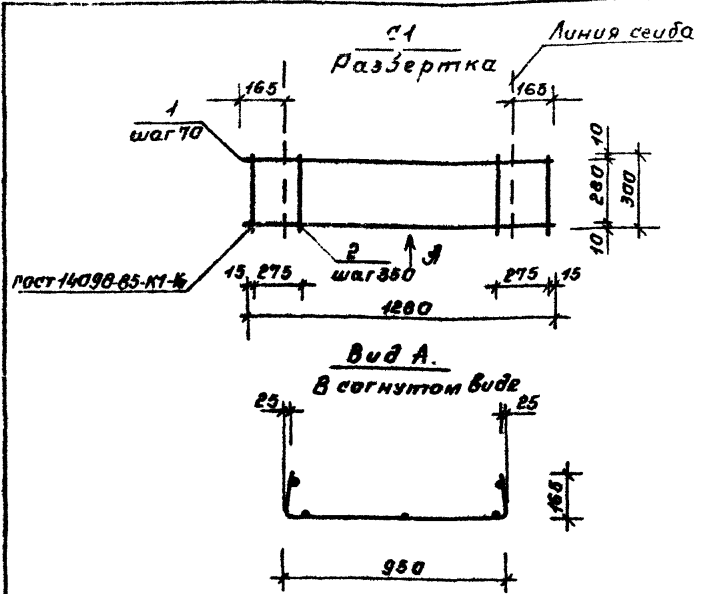 С1
Развертка
Линия сгиба
165
165
1
шаг 70
10
280
300
10
2
шаг 350
А
гост 14098-85-К1-
15
275
275
15
1280
Вид А.
В согнутом виде
25
25
165
950